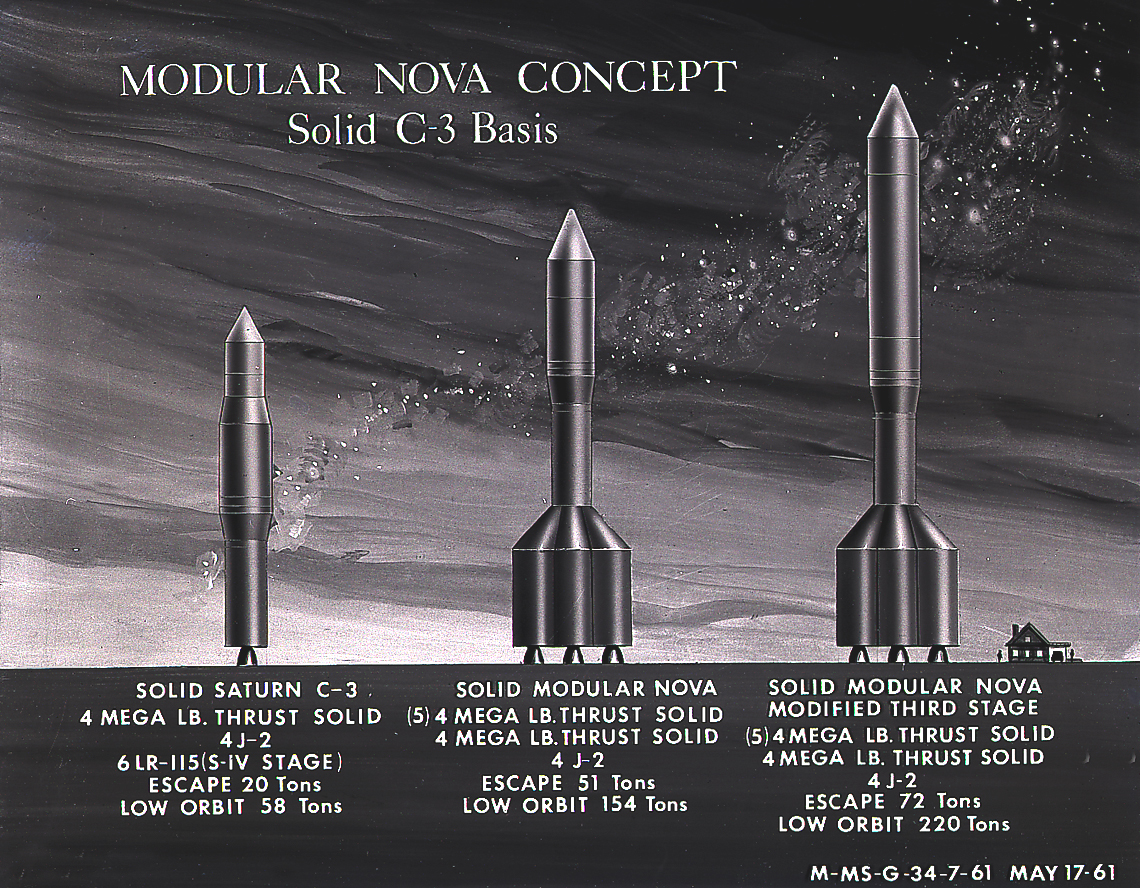 MODULAR NOVA CONCEPT
Solid C-3 Basis
SOLID SATURN C-3
4 MEGA LB. THRUST SOLID
4 J-2
6 LR-115(S-IV STAGE)
ESCAPE 20 Tons
LOW ORBIT 58 Tons
SOLID MODULAR NOVA
(5) 4 MEGA LB. THRUST SOLID
4 MEGA LB. THRUST SOLID
4 J-2
ESCAPE 51 Tons
LOW ORBIT 154 Tons
SOLID MODULAR NOVA
MODIFIED THIRD STAGE
(5) 4 MEGA LB. THRUST SOLID
4 MEGA LB. THRUST SOLID
4 J-2
ESCAPE 72 Tons
LOW ORBIT 220 Tons
M-MS-G-34-7-61 MAY 17-61